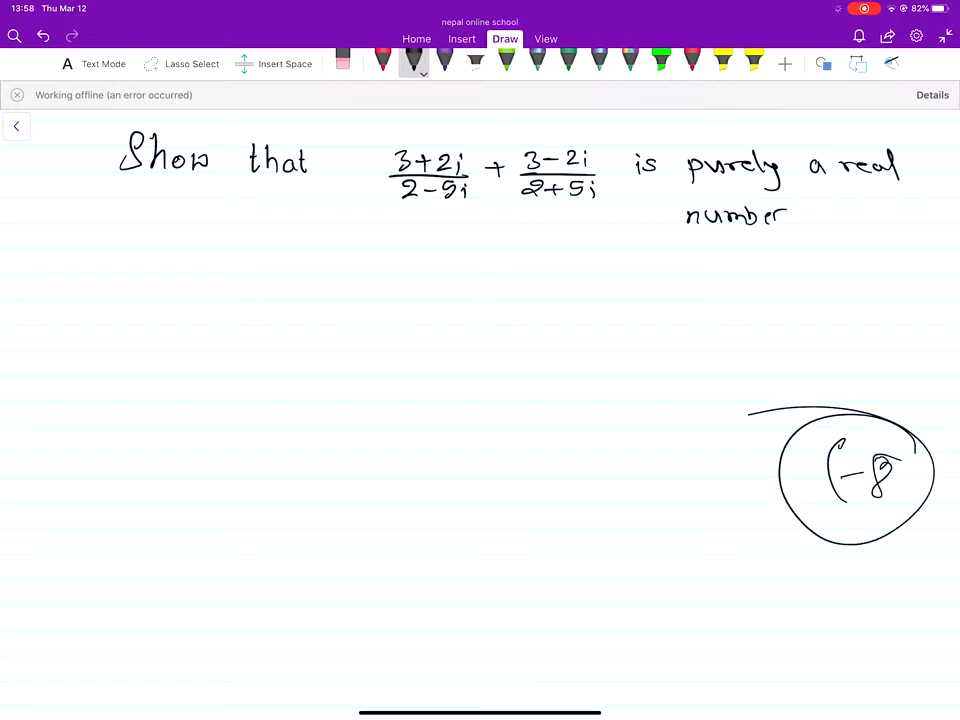 13:58 Thu Mar 12 82%
nepal online school
Home Insert Draw View
A Text Mode Lasso Select Insert Space
Working offline (an error occurred) Details
Show that (3+2i)/(2-5i) + (3-2i)/(2+5i) is purely a real
number
(-8